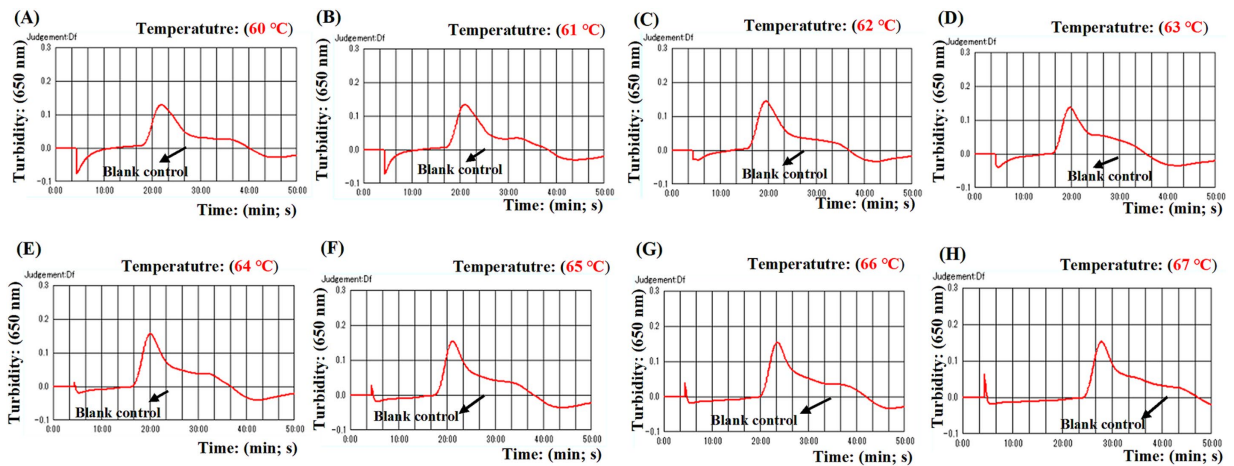 (A)
Temperatutre: (60 °C)
Judgement:Df
Turbidity: (650 nm)
0.3
0.2
0.1
0.0
-0.1
Blank control
0:00 10:00 20:00 30:00 40:00 50:00
Time: (min; s)
(B)
Temperatutre: (61 °C)
Judgement:Df
Turbidity: (650 nm)
0.3
0.2
0.1
0.0
-0.1
Blank control
0:00 10:00 20:00 30:00 40:00 50:00
Time: (min; s)
(C)
Temperatutre: (62 °C)
Judgement:Df
Turbidity: (650 nm)
0.3
0.2
0.1
0.0
-0.1
Blank control
0:00 10:00 20:00 30:00 40:00 50:00
Time: (min; s)
(D)
Temperatutre: (63 °C)
Judgement:Df
Turbidity: (650 nm)
0.3
0.2
0.1
0.0
-0.1
Blank control
0:00 10:00 20:00 30:00 40:00 50:00
Time: (min; s)
(E)
Temperatutre: (64 °C)
Judgement:Df
Turbidity: (650 nm)
0.3
0.2
0.1
0.0
-0.1
Blank control
0:00 10:00 20:00 30:00 40:00 50:00
Time: (min; s)
(F)
Temperatutre: (65 °C)
Judgement:Df
Turbidity: (650 nm)
0.3
0.2
0.1
0.0
-0.1
Blank control
0:00 10:00 20:00 30:00 40:00 50:00
Time: (min; s)
(G)
Temperatutre: (66 °C)
Judgement:Df
Turbidity: (650 nm)
0.3
0.2
0.1
0.0
-0.1
Blank control
0:00 10:00 20:00 30:00 40:00 50:00
Time: (min; s)
(H)
Temperatutre: (67 °C)
Judgement:Df
Turbidity: (650 nm)
0.3
0.2
0.1
0.0
-0.1
Blank control
0:00 10:00 20:00 30:00 40:00 50:00
Time: (min; s)